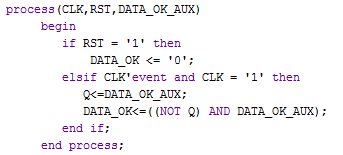 process(CLK,RST,DATA_OK_AUX)
begin
if RST = '1' then
DATA_OK <= '0';
elsif CLK'event and CLK = '1' then
Q<=DATA_OK_AUX;
DATA_OK<=((NOT Q) AND DATA_OK_AUX);
end if;
end process;